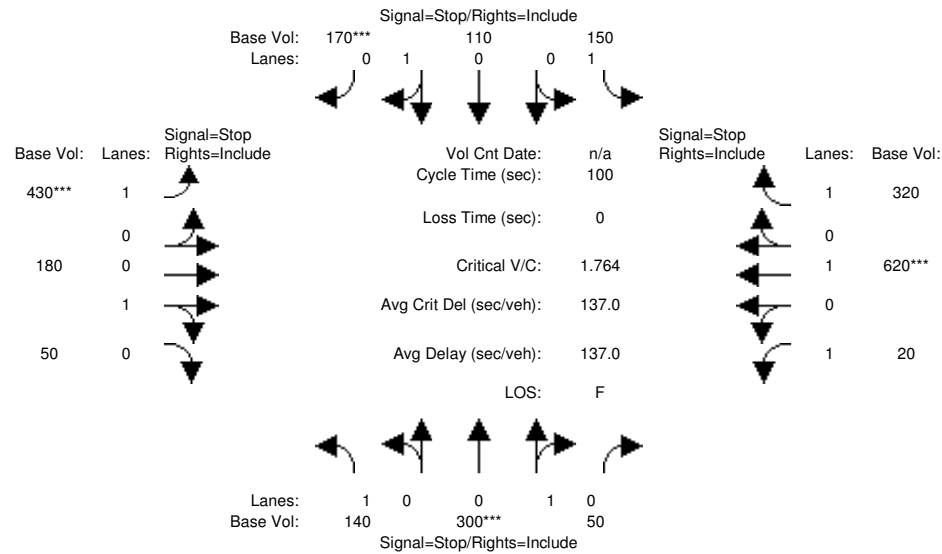 Signal=Stop/Rights=Include
Base Vol: 170*** 110 150
Lanes: 0 1 0 0 1
Signal=Stop
Base Vol: Lanes: Rights=Include
Vol Cnt Date: n/a
Signal=Stop
Rights=Include Lanes: Base Vol:
Cycle Time (sec): 100
430*** 1
1 320
Loss Time (sec): 0
0
0
180 0
Critical V/C: 1.764
1 620***
1
Avg Crit Del (sec/veh): 137.0
0
50 0
Avg Delay (sec/veh): 137.0
1 20
LOS: F
Lanes: 1 0 0 1 0
Base Vol: 140 300*** 50
Signal=Stop/Rights=Include